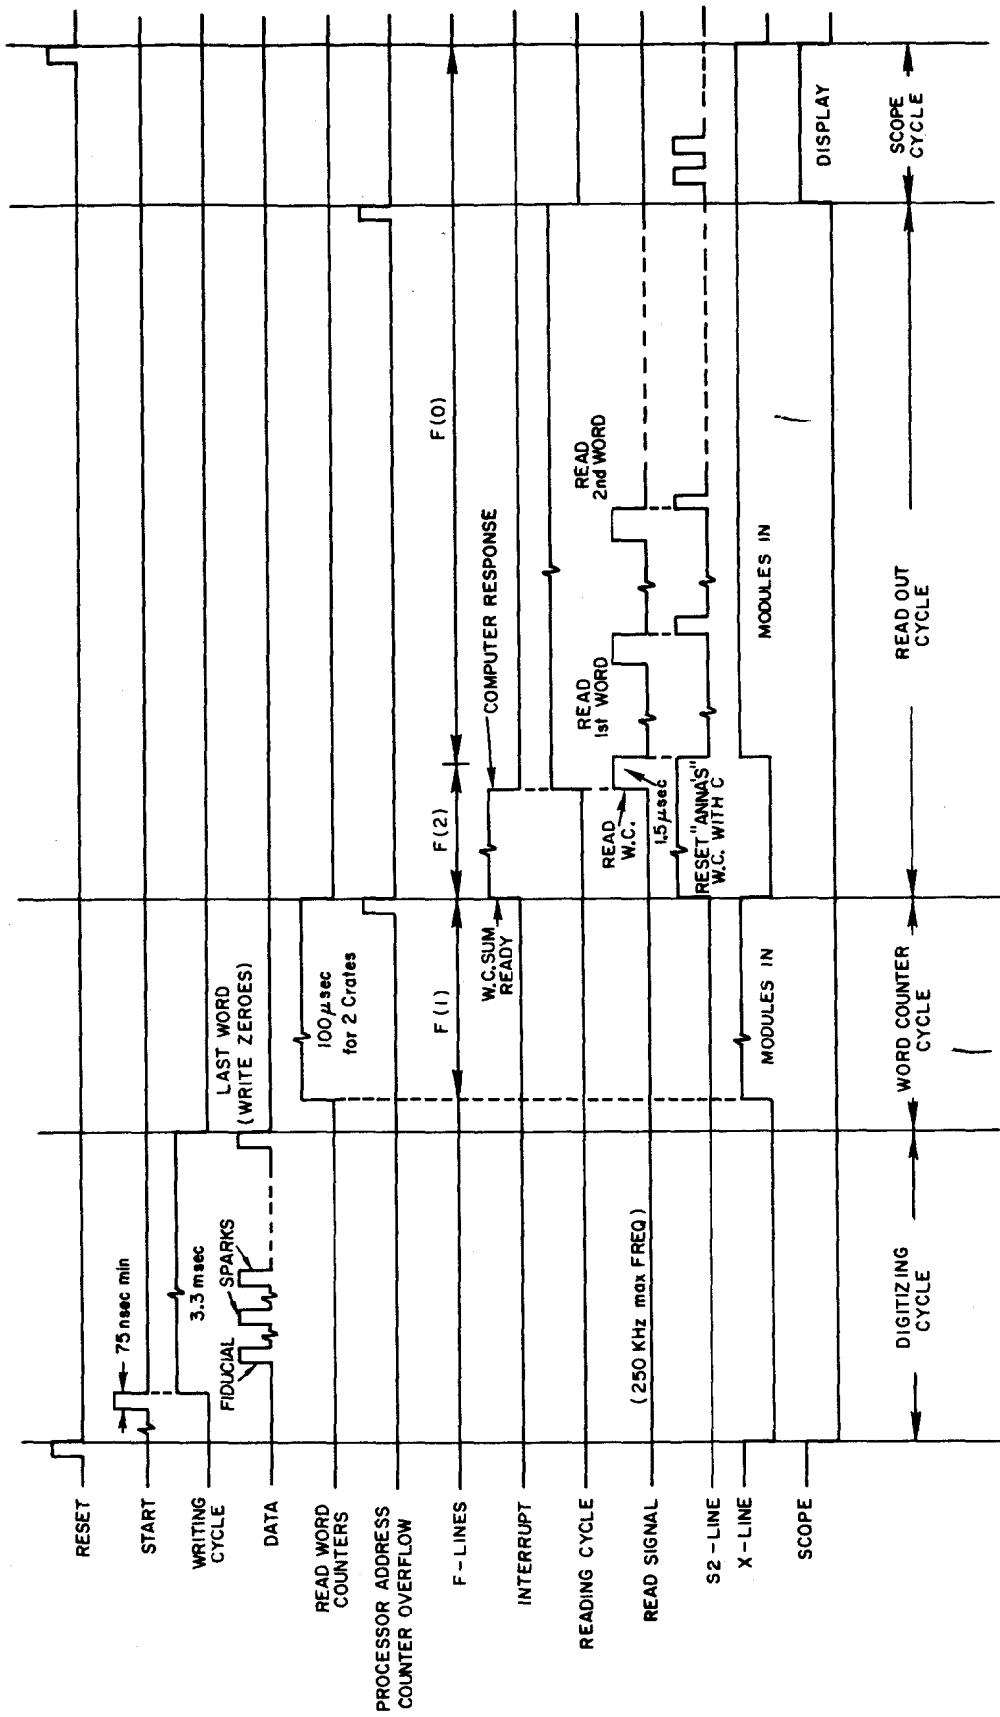 RESET
START
WRITING
CYCLE
DATA
READ WORD
COUNTERS
PROCESSOR ADDRESS
COUNTER OVERFLOW
F-LINES
INTERRUPT
READING CYCLE
READ SIGNAL
S2-LINE
X-LINE
SCOPE
75 nsec min
3.3 msec
FIDUCIAL
SPARKS
LAST WORD
(WRITE ZEROES)
100 μsec
for 2 Crates
F(1)
F(2)
F(0)
W.C. SUM
READY
COMPUTER RESPONSE
(250 KHz max FREQ)
READ
W.C.
1.5 μsec
READ
1st WORD
READ
2nd WORD
RESET "ANNA'S"
W.C. WITH C
MODULES IN
MODULES IN
DISPLAY
DIGITIZING
CYCLE
WORD COUNTER
CYCLE
READ OUT
CYCLE
SCOPE
CYCLE